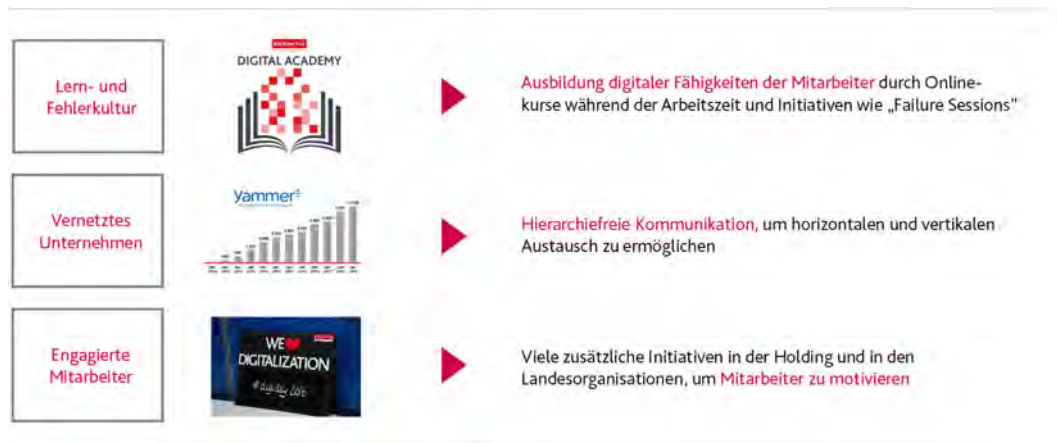 Lern- und
Fehlerkultur
DIGITAL ACADEMY
Ausbildung digitaler Fähigkeiten der Mitarbeiter durch Online-
kurse während der Arbeitszeit und Initiativen wie „Failure Sessions"
Vernetztes
Unternehmen
yammer
Hierarchiefreie Kommunikation, um horizontalen und vertikalen
Austausch zu ermöglichen
Engagierte
Mitarbeiter
WE
DIGITALIZATION
Viele zusätzliche Initiativen in der Holding und in den
Landesorganisationen, um Mitarbeiter zu motivieren